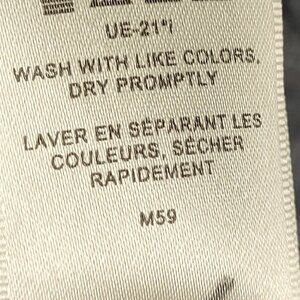 UE-21°i
WASH WITH LIKE COLORS.
DRY PROMPTLY
LAVER EN SÉPARANT LES
COULEURS, SÉCHER
RAPIDEMENT
M59